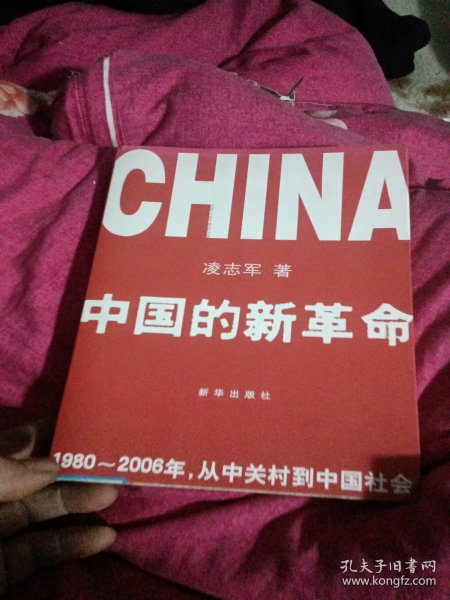 CHINA
凌志军 著
中国的新革命
新华出版社
1980～2006年，从中关村到中国社会
孔夫子旧书网
www.kongfz.com